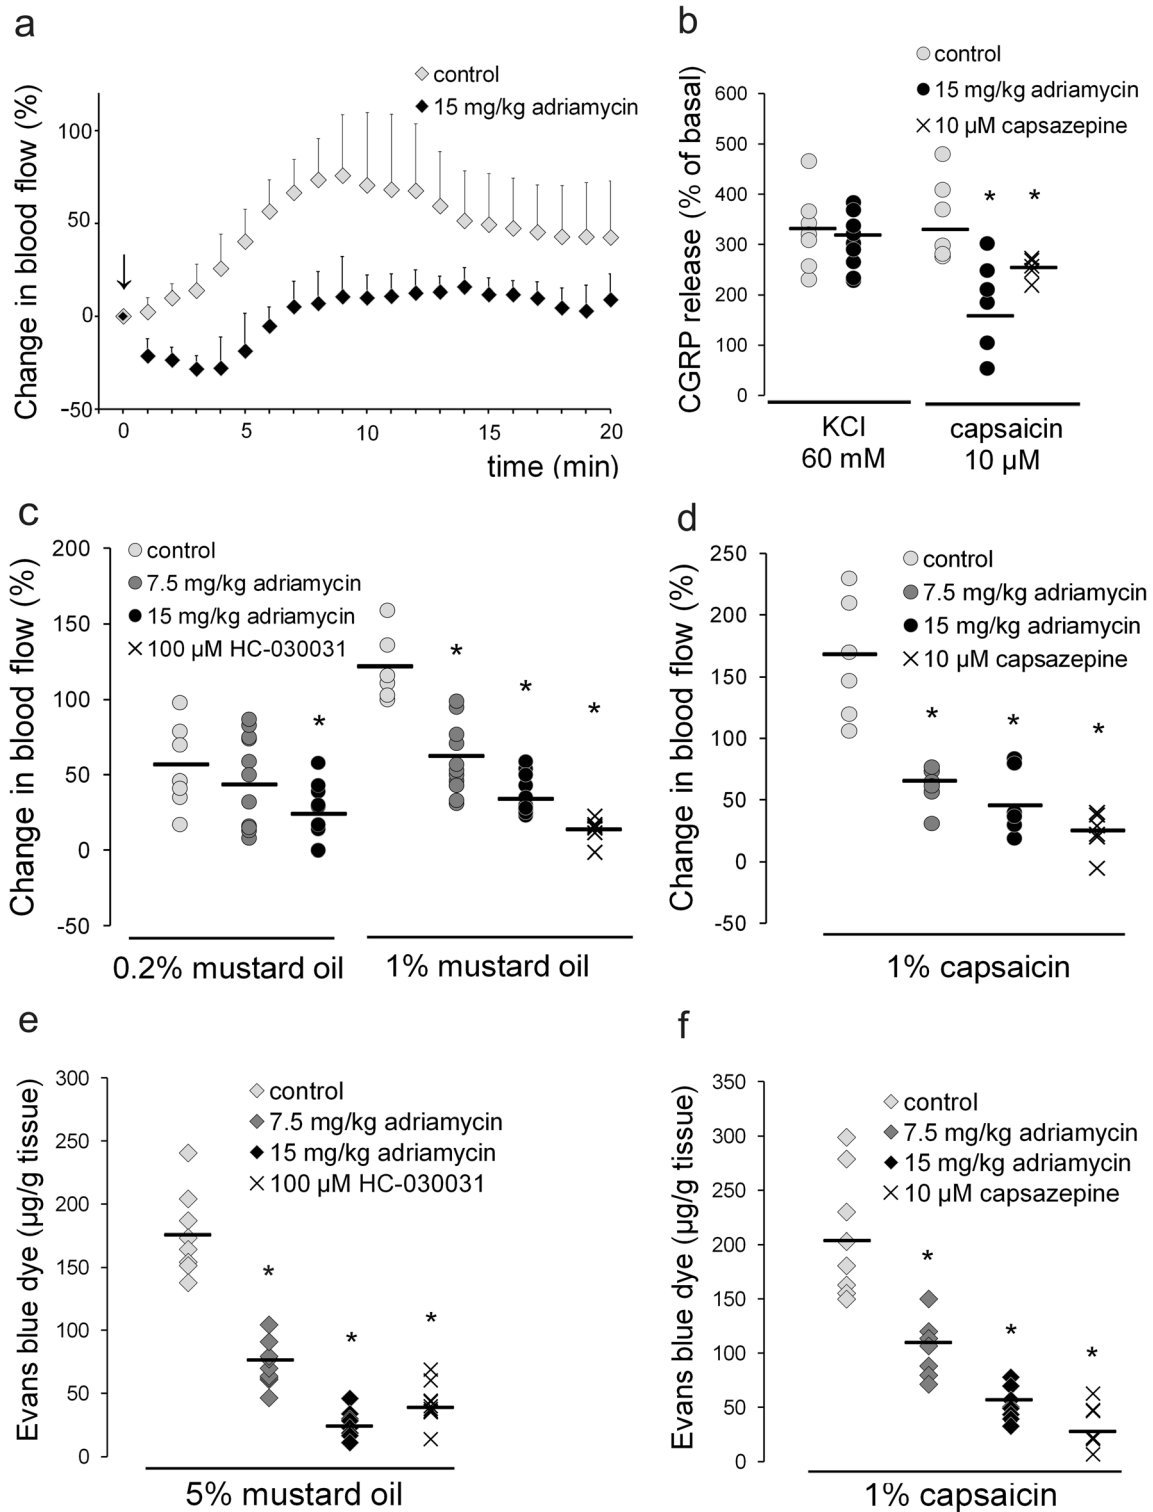 a
Change in blood flow (%)
control
15 mg/kg adriamycin
100
50
0
−50
0
5
10
15
20
time (min)
b
CGRP release (% of basal)
control
15 mg/kg adriamycin
10 µM capsazepine
600
500
400
300
200
100
0
* *
KCl
60 mM
capsaicin
10 µM
c
Change in blood flow (%)
control
7.5 mg/kg adriamycin
15 mg/kg adriamycin
100 µM HC-030031
200
150
100
50
0
-50
* * * *
0.2% mustard oil
1% mustard oil
d
Change in blood flow (%)
control
7.5 mg/kg adriamycin
15 mg/kg adriamycin
10 µM capsazepine
250
200
150
100
50
0
-50
* * *
1% capsaicin
e
Evans blue dye (µg/g tissue)
control
7.5 mg/kg adriamycin
15 mg/kg adriamycin
100 µM HC-030031
300
250
200
150
100
50
0
* * *
5% mustard oil
f
Evans blue dye (µg/g tissue)
control
7.5 mg/kg adriamycin
15 mg/kg adriamycin
10 µM capsazepine
350
300
250
200
150
100
50
0
* * *
1% capsaicin